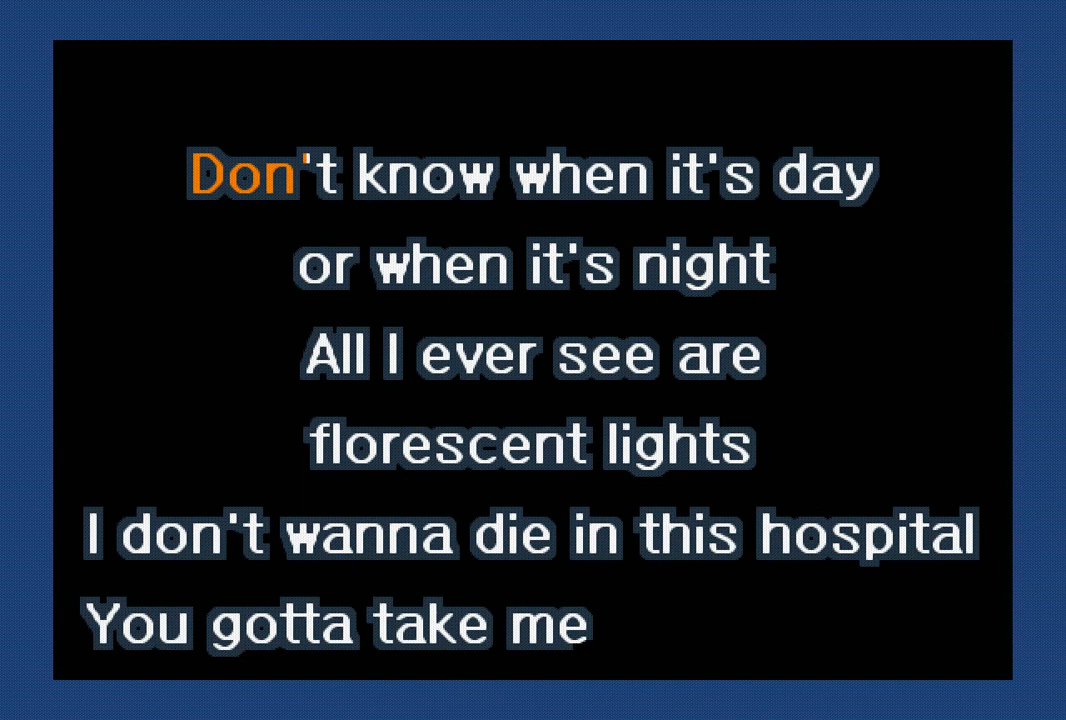 Don't know when it's day
or when it's night
All I ever see are
florescent lights
I don't wanna die in this hospital
You gotta take me